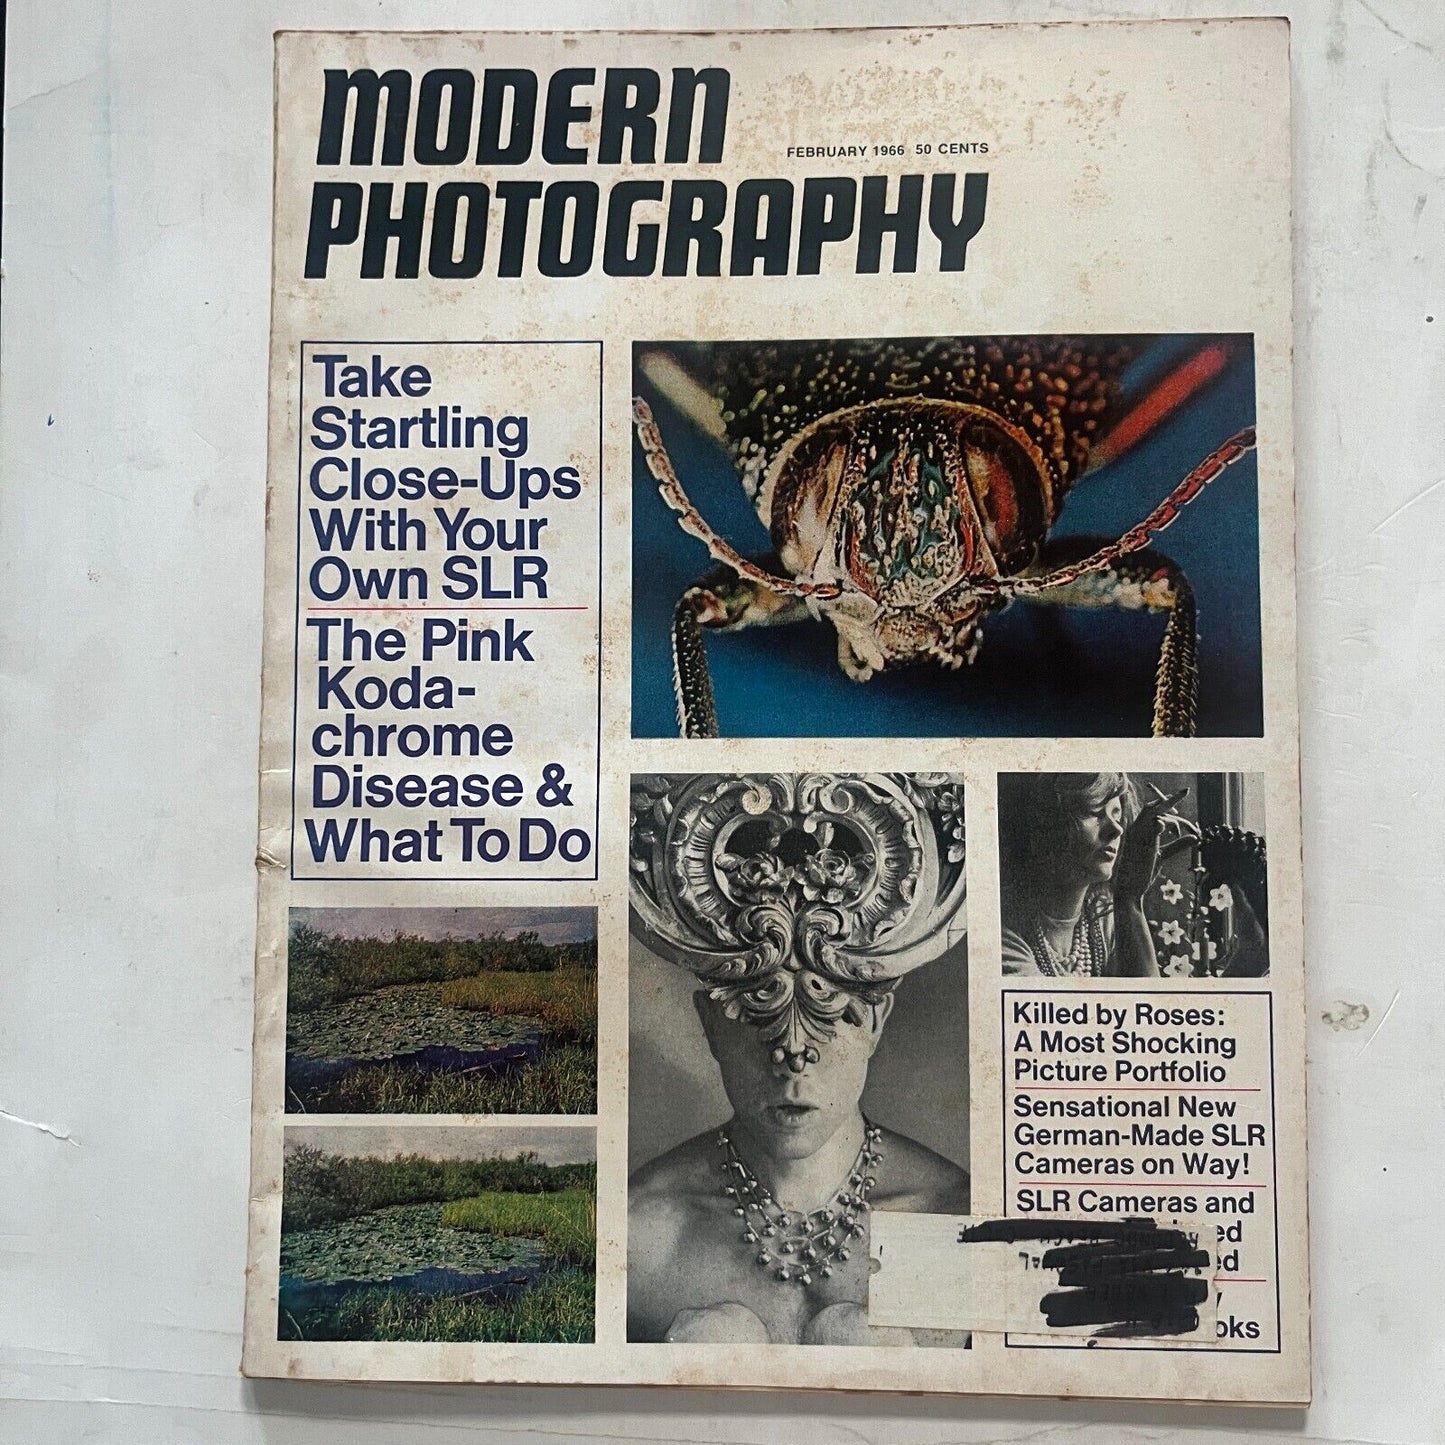 MODERN
FEBRUARY 1966 50 CENTS
PHOTOGRAPHY
Take
Startling
Close-Ups
With Your
Own SLR
The Pink
Koda-
chrome
Disease &
What To Do
Killed by Roses:
A Most Shocking
Picture Portfolio
Sensational New
German-Made SLR
Cameras on Way!
SLR Cameras and